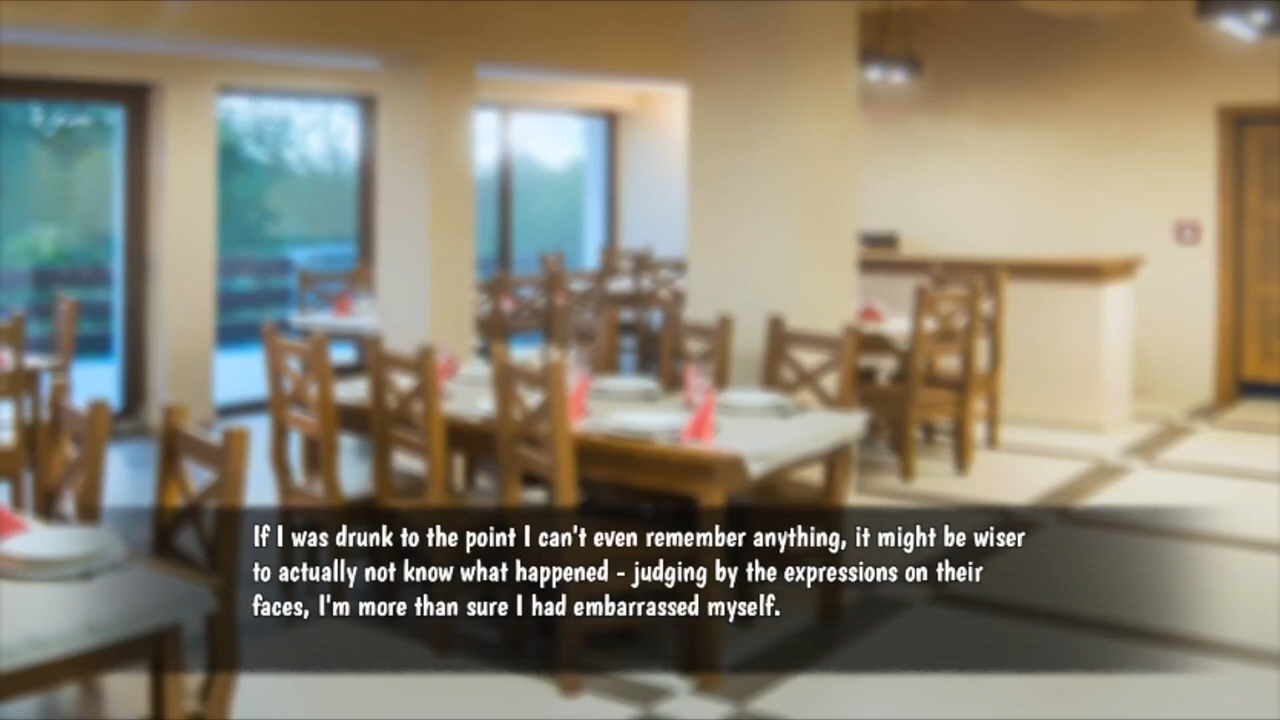 If I was drunk to the point I can't even remember anything, it might be wiser
to actually not know what happened - judging by the expressions on their
faces, I'm more than sure I had embarrassed myself.